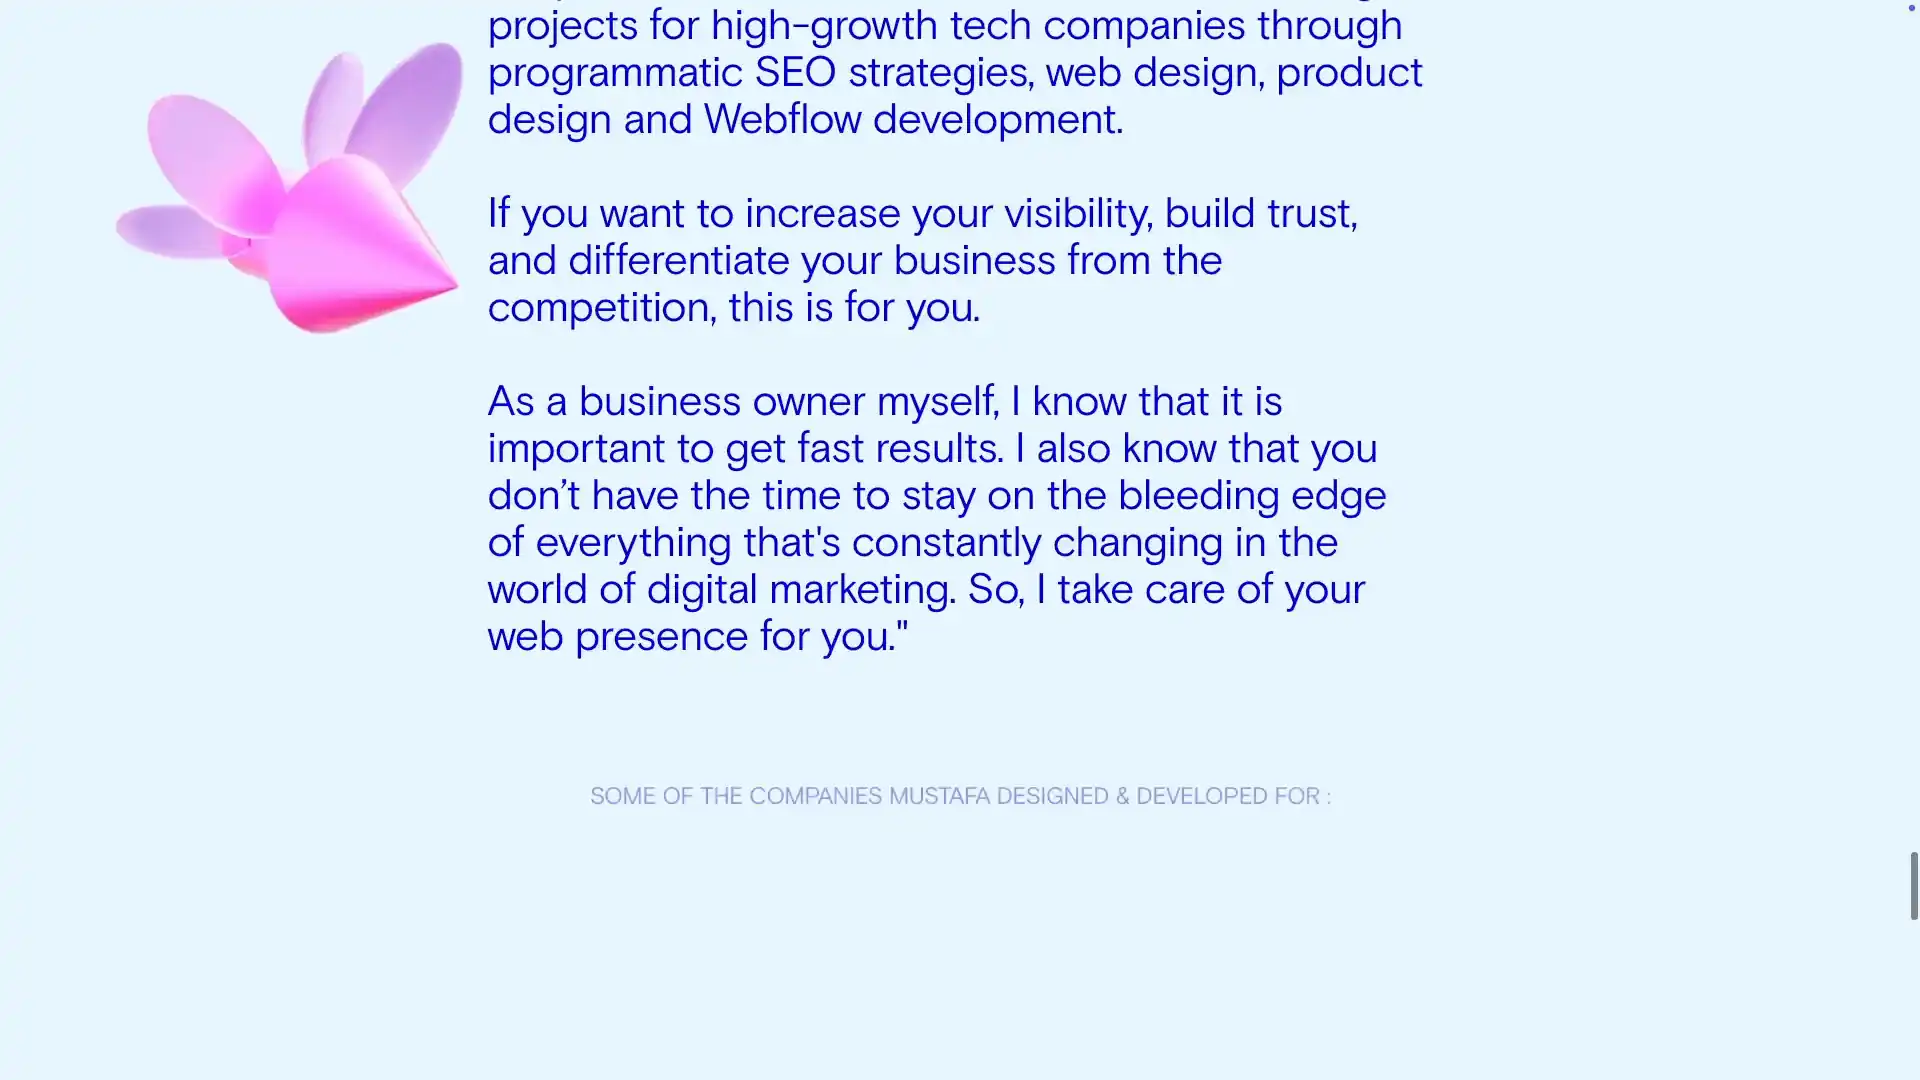 projects for high-growth tech companies through
programmatic SEO strategies, web design, product
design and Webflow development.
If you want to increase your visibility, build trust,
and differentiate your business from the
competition, this is for you.
As a business owner myself, I know that it is
important to get fast results. I also know that you
don’t have the time to stay on the bleeding edge
of everything that's constantly changing in the
world of digital marketing. So, I take care of your
web presence for you."
SOME OF THE COMPANIES MUSTAFA DESIGNED & DEVELOPED FOR :